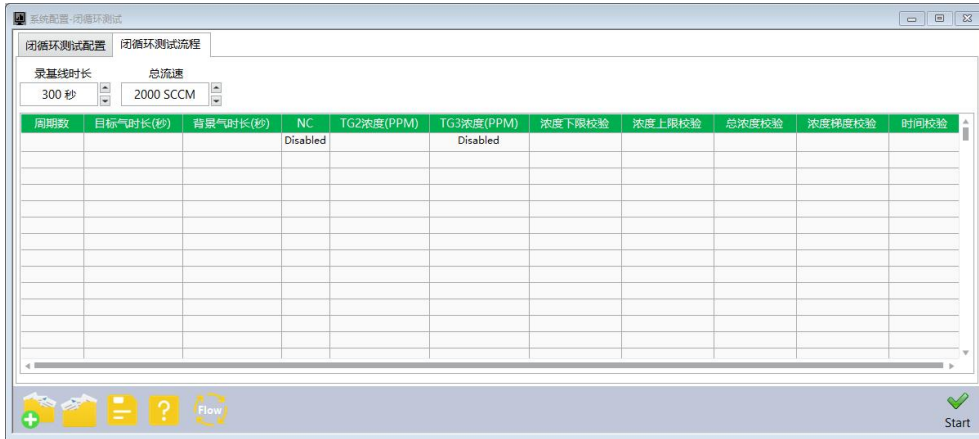 系统配置-闭循环测试
闭循环测试配置 闭循环测试流程
录基线时长 总流速
300 秒 2000 SCCM
周期数 目标气时长(秒) 背景气时长(秒) NC TG2浓度(PPM) TG3浓度(PPM) 浓度下限校验 浓度上限校验 总浓度校验 浓度梯度校验 时间校验
Disabled Disabled
Flow
Start